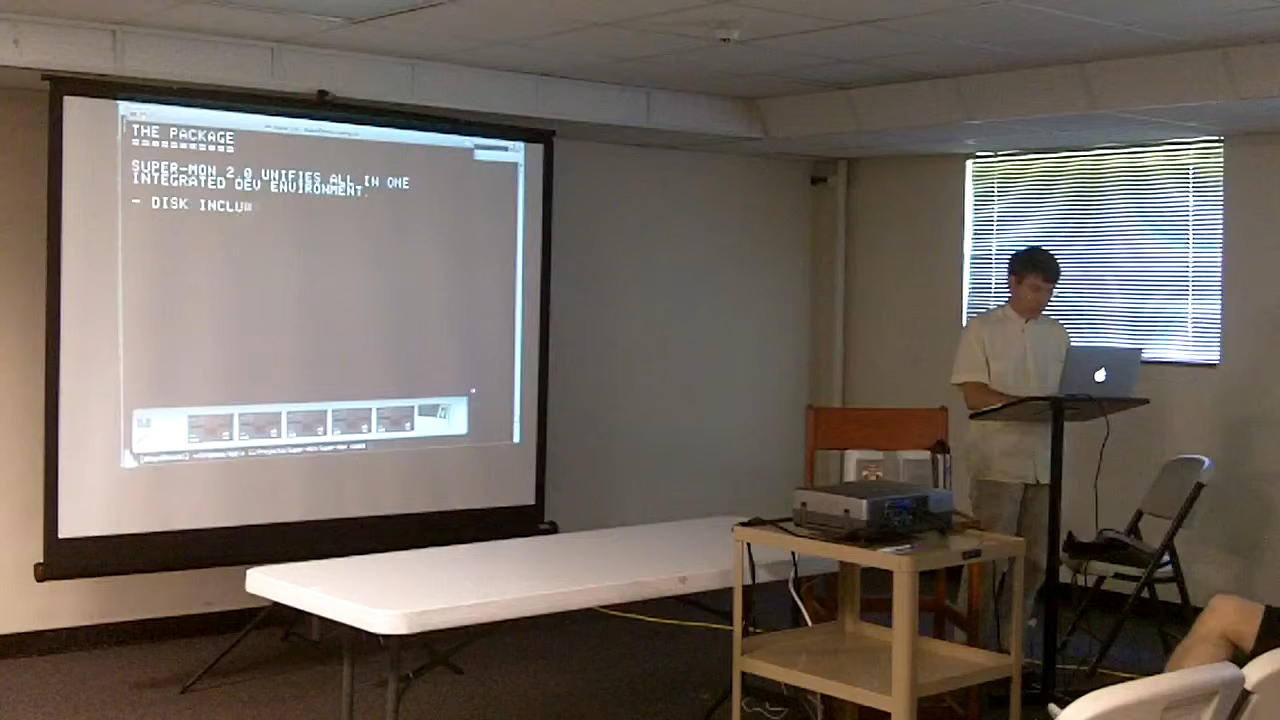 THE PACKAGE
===========
SUPER-MON 2.0 UNIFIES ALL IN ONE
INTEGRATED DEV ENVIRONMENT.
- DISK INCLU